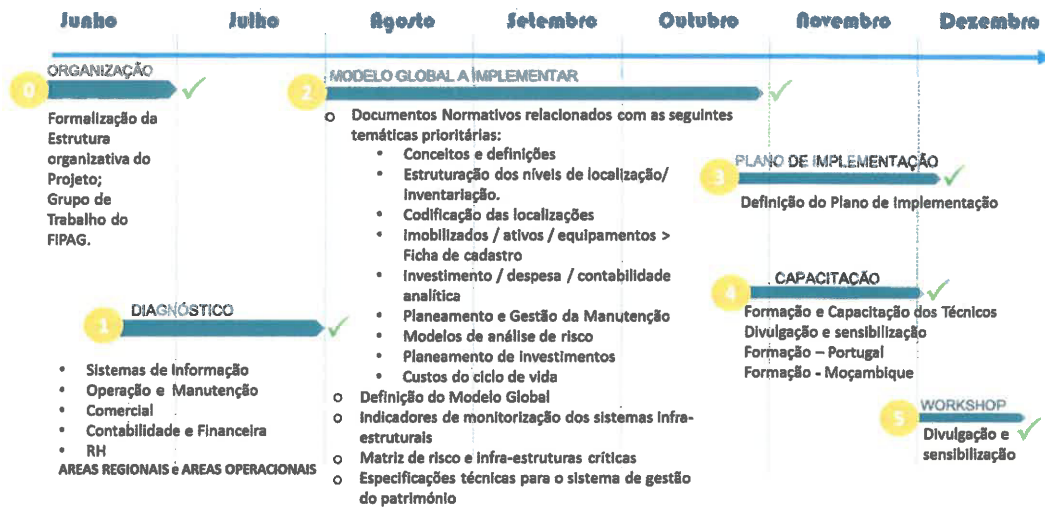 Junho Julho Agosto Setembro Outubro Novembro Dezembro
0
ORGANIZAÇÃO
Formalização da
Estrutura
organizativa do
Projeto;
Grupo de
Trabalho do
FIPAG.
1
DIAGNÓSTICO
• Sistemas de Informação
• Operação e Manutenção
• Comercial
• Contabilidade e Financeira
• RH
AREAS REGIONAIS e AREAS OPERACIONAIS
2
MODELO GLOBAL A IMPLEMENTAR
o Documentos Normativos relacionados com as seguintes
temáticas prioritárias:
• Conceitos e definições
• Estruturação dos níveis de localização/
inventariação.
• Codificação das localizações
• Imobilizados / ativos / equipamentos >
Ficha de cadastro
• Investimento / despesa / contabilidade
analítica
• Planeamento e Gestão da Manutenção
• Modelos de análise de risco
• Planeamento de investimentos
• Custos do ciclo de vida
o Definição do Modelo Global
o Indicadores de monitorização dos sistemas infra-
estruturais
o Matriz de risco e infra-estruturas críticas
o Especificações técnicas para o sistema de gestão
do património
3
PLANO DE IMPLEMENTAÇÃO
Definição do Plano de Implementação
4
CAPACITAÇÃO
Formação e Capacitação dos Técnicos
Divulgação e sensibilização
Formação – Portugal
Formação - Moçambique
5
WORKSHOP
Divulgação e
sensibilização